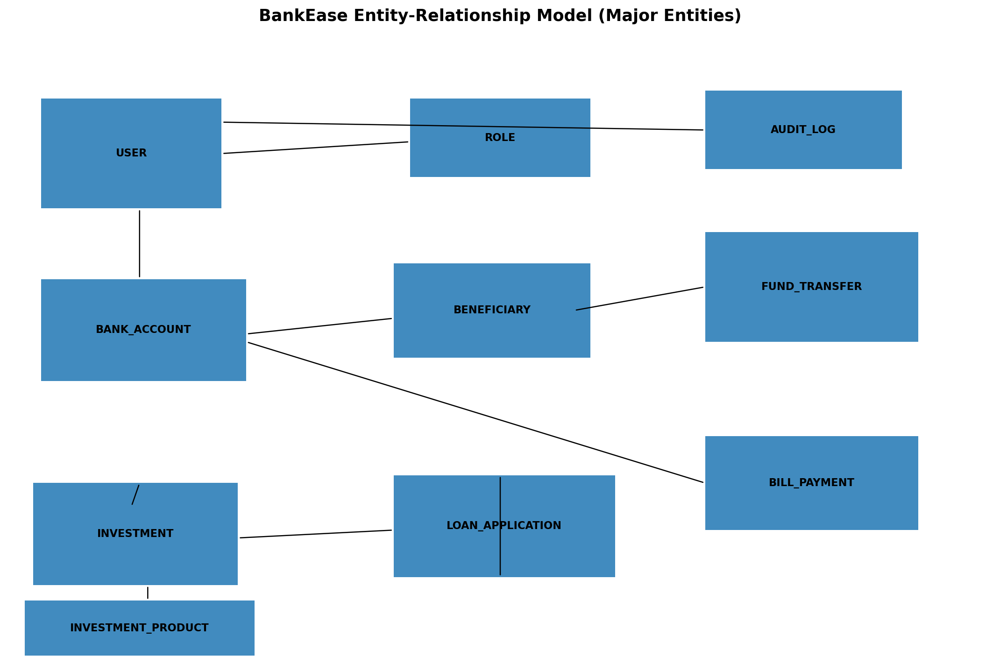 BankEase Entity-Relationship Model (Major Entities)
USER
ROLE
AUDIT_LOG
BANK_ACCOUNT
BENEFICIARY
FUND_TRANSFER
INVESTMENT
LOAN_APPLICATION
BILL_PAYMENT
INVESTMENT_PRODUCT